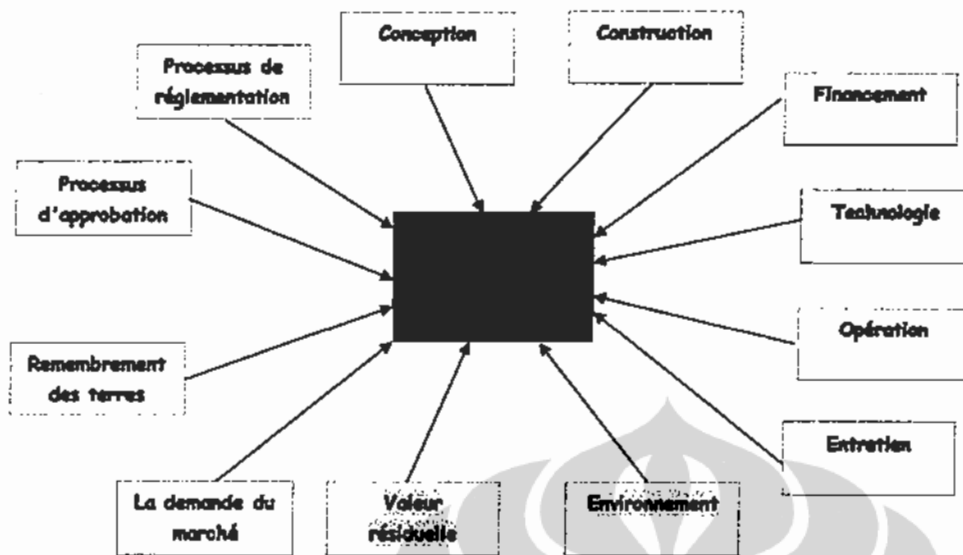 Conception
Construction
Processus de
réglementation
Financement
Processus
d'approbation
Technologie
Opération
Remembrement
des terres
Entretien
La demande du
marché
Valeur
résiduelle
Environnement